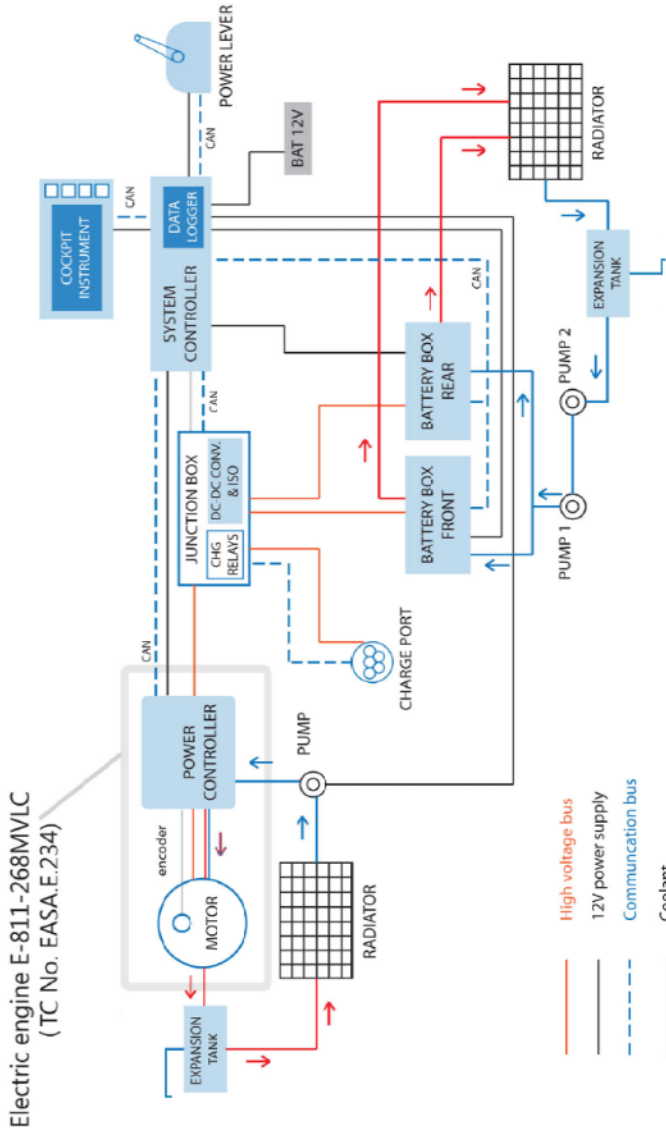 Electric engine E-811-268MVLC
(TC No. EASA.E.234)
COCKPIT
INSTRUMENT
CAN
POWER LEVER
CAN
SYSTEM
CONTROLLER
DATA
LOGGER
BAT 12V
CAN
CAN
CAN
JUNCTION BOX
CHG
RELAYS
DC-DC CONV.
& ISO
POWER
CONTROLLER
encoder
MOTOR
EXPANSION
TANK
RADIATOR
PUMP
CHARGE PORT
BATTERY BOX
FRONT
BATTERY BOX
REAR
RADIATOR
EXPANSION
TANK
PUMP 1
PUMP 2
High voltage bus
12V power supply
Communcation bus
Coolant